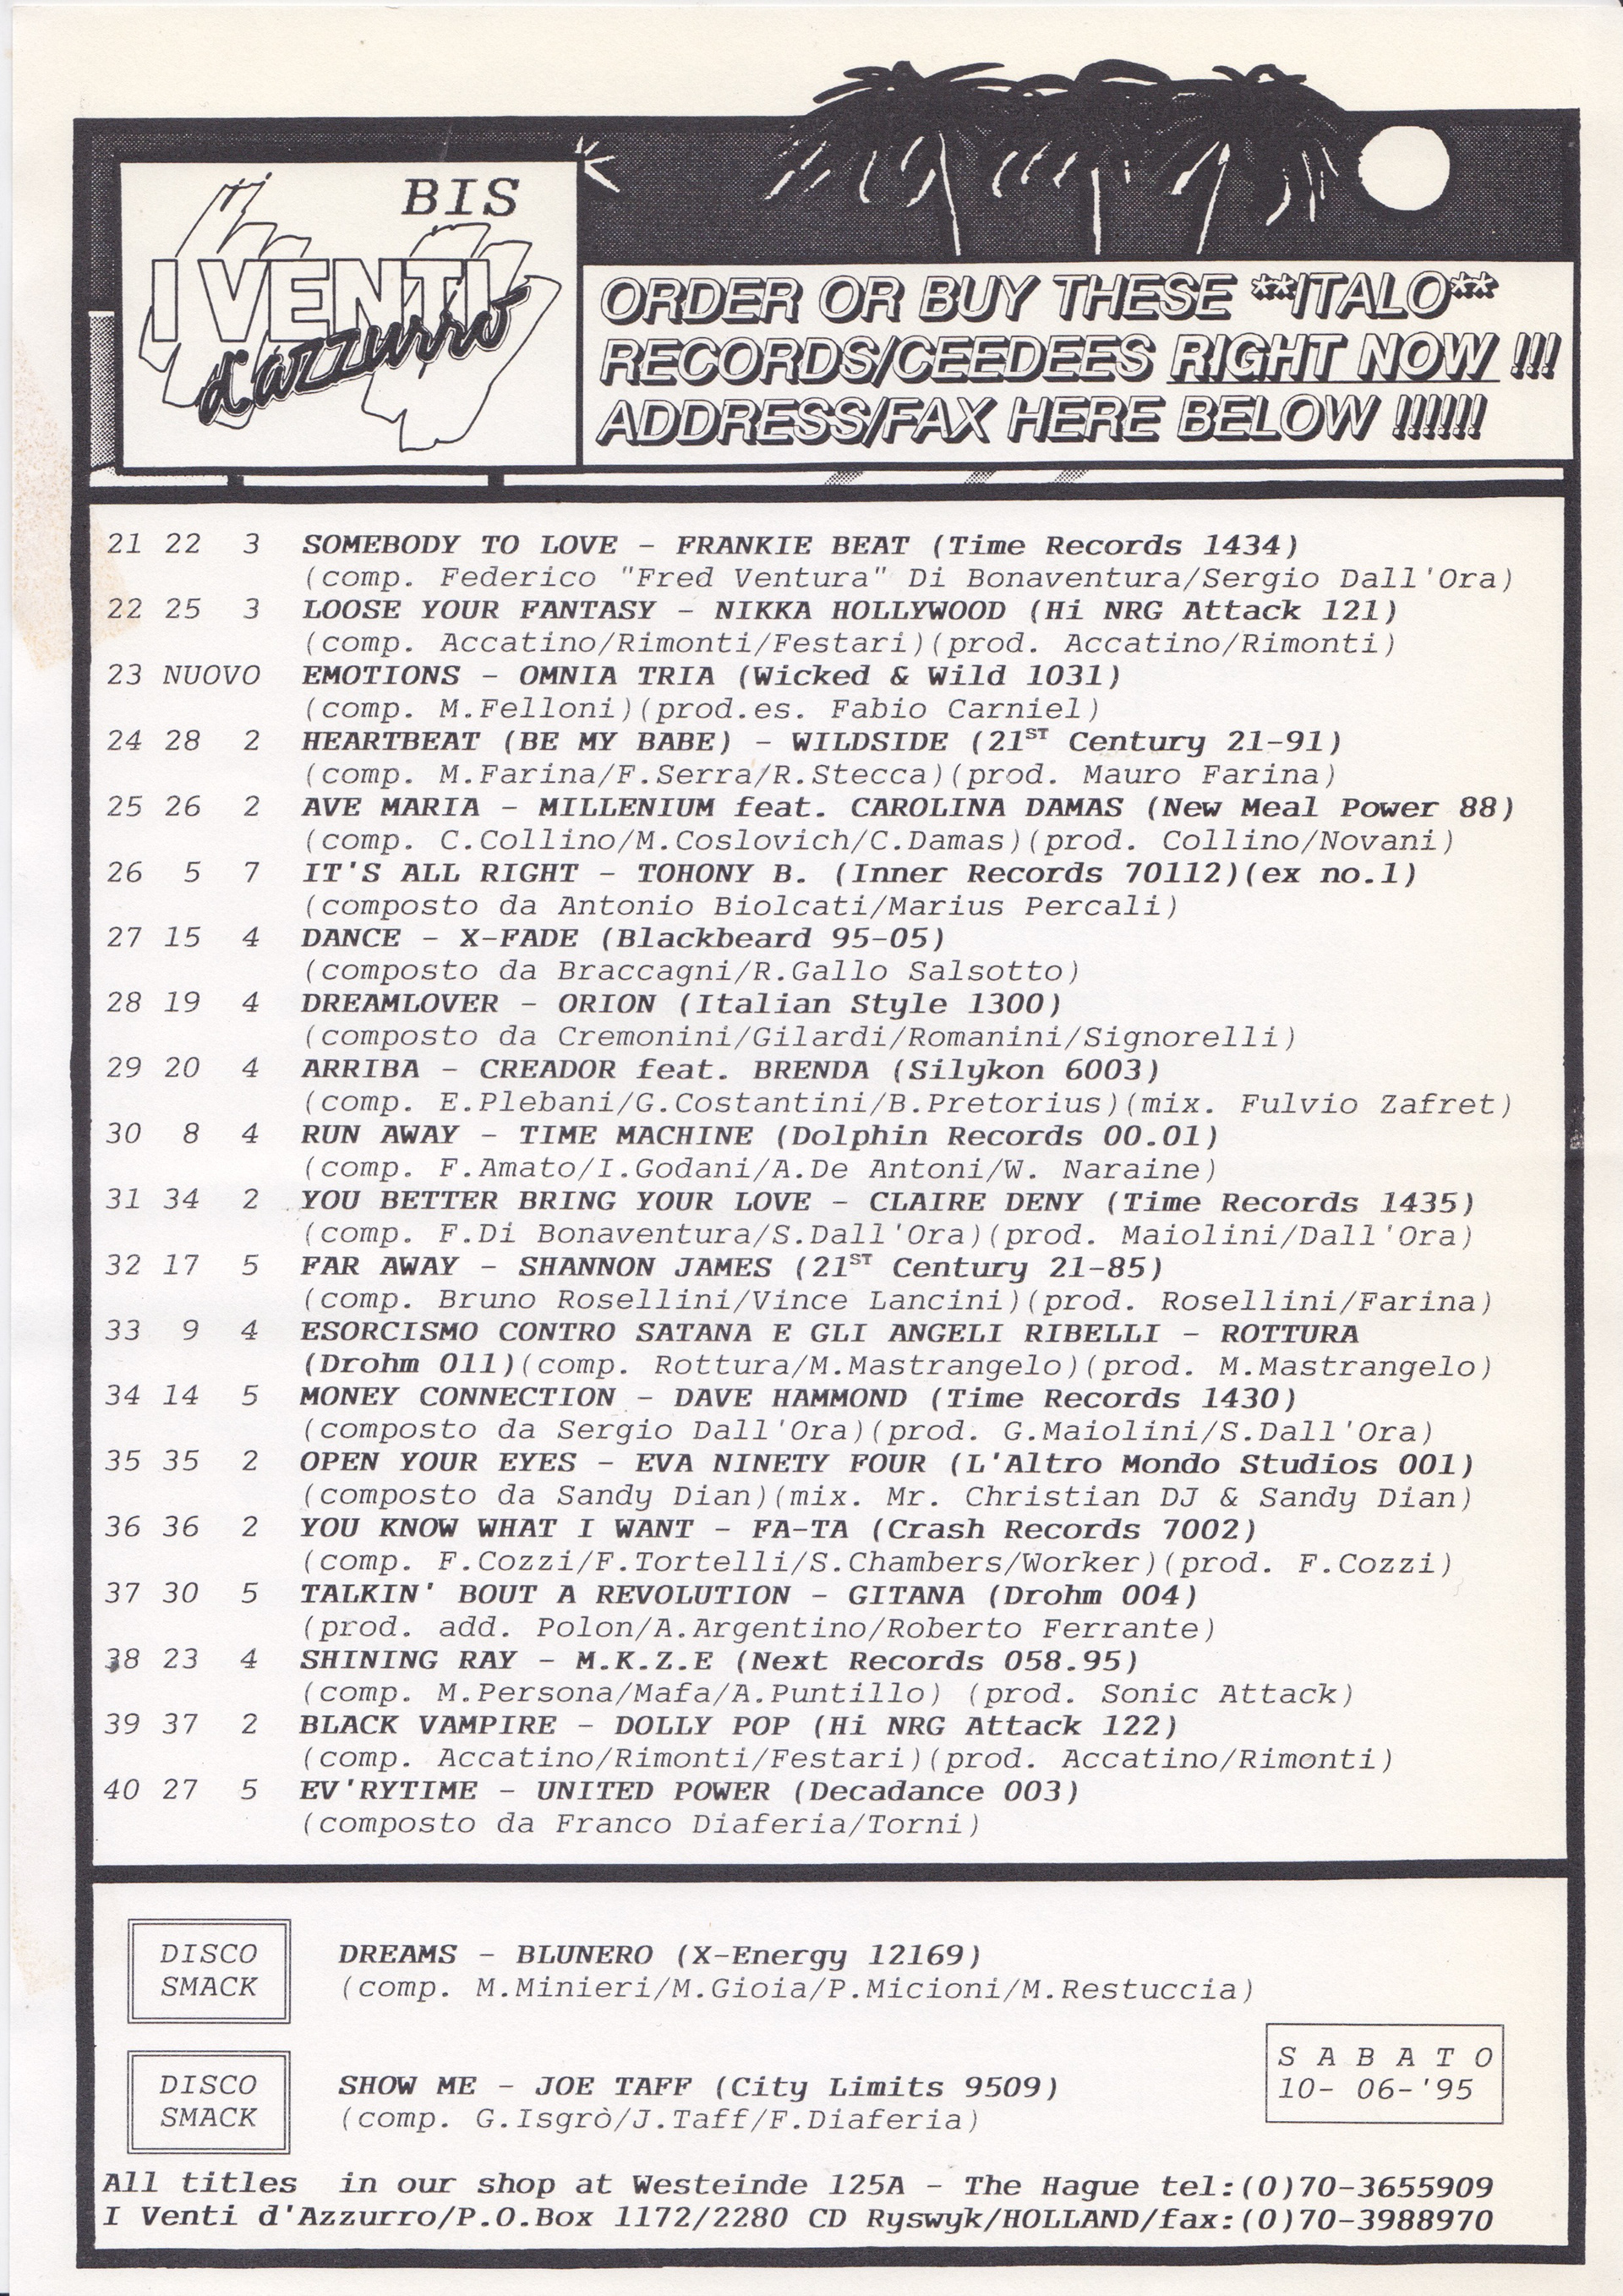 BIS
I VENTI
d'azzurro
ORDER OR BUY THESE **ITALO**
RECORDS/CEEDEES RIGHT NOW !!!
ADDRESS/FAX HERE BELOW !!!!!!
21 22 3 SOMEBODY TO LOVE - FRANKIE BEAT (Time Records 1434)
(comp. Federico "Fred Ventura" Di Bonaventura/Sergio Dall'Ora)
22 25 3 LOOSE YOUR FANTASY - NIKKA HOLLYWOOD (Hi NRG Attack 121)
(comp. Accatino/Rimonti/Festari)(prod. Accatino/Rimonti)
23 NUOVO EMOTIONS - OMNIA TRIA (Wicked & Wild 1031)
(comp. M.Felloni)(prod.es. Fabio Carniel)
24 28 2 HEARTBEAT (BE MY BABE) - WILDSIDE (21ST Century 21-91)
(comp. M.Farina/F.Serra/R.Stecca)(prod. Mauro Farina)
25 26 2 AVE MARIA - MILLENIUM feat. CAROLINA DAMAS (New Meal Power 88)
(comp. C.Collino/M.Coslovich/C.Damas)(prod. Collino/Novani)
26 5 7 IT'S ALL RIGHT - TOHONY B. (Inner Records 70112)(ex no.1)
(composto da Antonio Biolcati/Marius Percali)
27 15 4 DANCE - X-FADE (Blackbeard 95-05)
(composto da Braccagni/R.Gallo Salsotto)
28 19 4 DREAMLOVER - ORION (Italian Style 1300)
(composto da Cremonini/Gilardi/Romanini/Signorelli)
29 20 4 ARRIBA - CREADOR feat. BRENDA (Silykon 6003)
(comp. E.Plebani/G.Costantini/B.Pretorius)(mix. Fulvio Zafret)
30 8 4 RUN AWAY - TIME MACHINE (Dolphin Records 00.01)
(comp. F.Amato/I.Godani/A.De Antoni/W. Naraine)
31 34 2 YOU BETTER BRING YOUR LOVE - CLAIRE DENY (Time Records 1435)
(comp. F.Di Bonaventura/S.Dall'Ora)(prod. Maiolini/Dall'Ora)
32 17 5 FAR AWAY - SHANNON JAMES (21ST Century 21-85)
(comp. Bruno Rosellini/Vince Lancini)(prod. Rosellini/Farina)
33 9 4 ESORCISMO CONTRO SATANA E GLI ANGELI RIBELLI - ROTTURA
(Drohm 011)(comp. Rottura/M.Mastrangelo)(prod. M.Mastrangelo)
34 14 5 MONEY CONNECTION - DAVE HAMMOND (Time Records 1430)
(composto da Sergio Dall'Ora)(prod. G.Maiolini/S.Dall'Ora)
35 35 2 OPEN YOUR EYES - EVA NINETY FOUR (L'Altro Mondo Studios 001)
(composto da Sandy Dian)(mix. Mr. Christian DJ & Sandy Dian)
36 36 2 YOU KNOW WHAT I WANT - FA-TA (Crash Records 7002)
(comp. F.Cozzi/F.Tortelli/S.Chambers/Worker)(prod. F.Cozzi)
37 30 5 TALKIN' BOUT A REVOLUTION - GITANA (Drohm 004)
(prod. add. Polon/A.Argentino/Roberto Ferrante)
38 23 4 SHINING RAY - M.K.Z.E (Next Records 058.95)
(comp. M.Persona/Mafa/A.Puntillo) (prod. Sonic Attack)
39 37 2 BLACK VAMPIRE - DOLLY POP (Hi NRG Attack 122)
(comp. Accatino/Rimonti/Festari)(prod. Accatino/Rimonti)
40 27 5 EV'RYTIME - UNITED POWER (Decadance 003)
(composto da Franco Diaferia/Torni)
DISCO
SMACK
DREAMS - BLUNERO (X-Energy 12169)
(comp. M.Minieri/M.Gioia/P.Micioni/M.Restuccia)
DISCO
SMACK
SHOW ME - JOE TAFF (City Limits 9509)
(comp. G.Isgrò/J.Taff/F.Diaferia)
S A B A T O
10- 06-'95
All titles in our shop at Westeinde 125A - The Hague tel:(0)70-3655909
I Venti d'Azzurro/P.O.Box 1172/2280 CD Ryswyk/HOLLAND/fax:(0)70-3988970